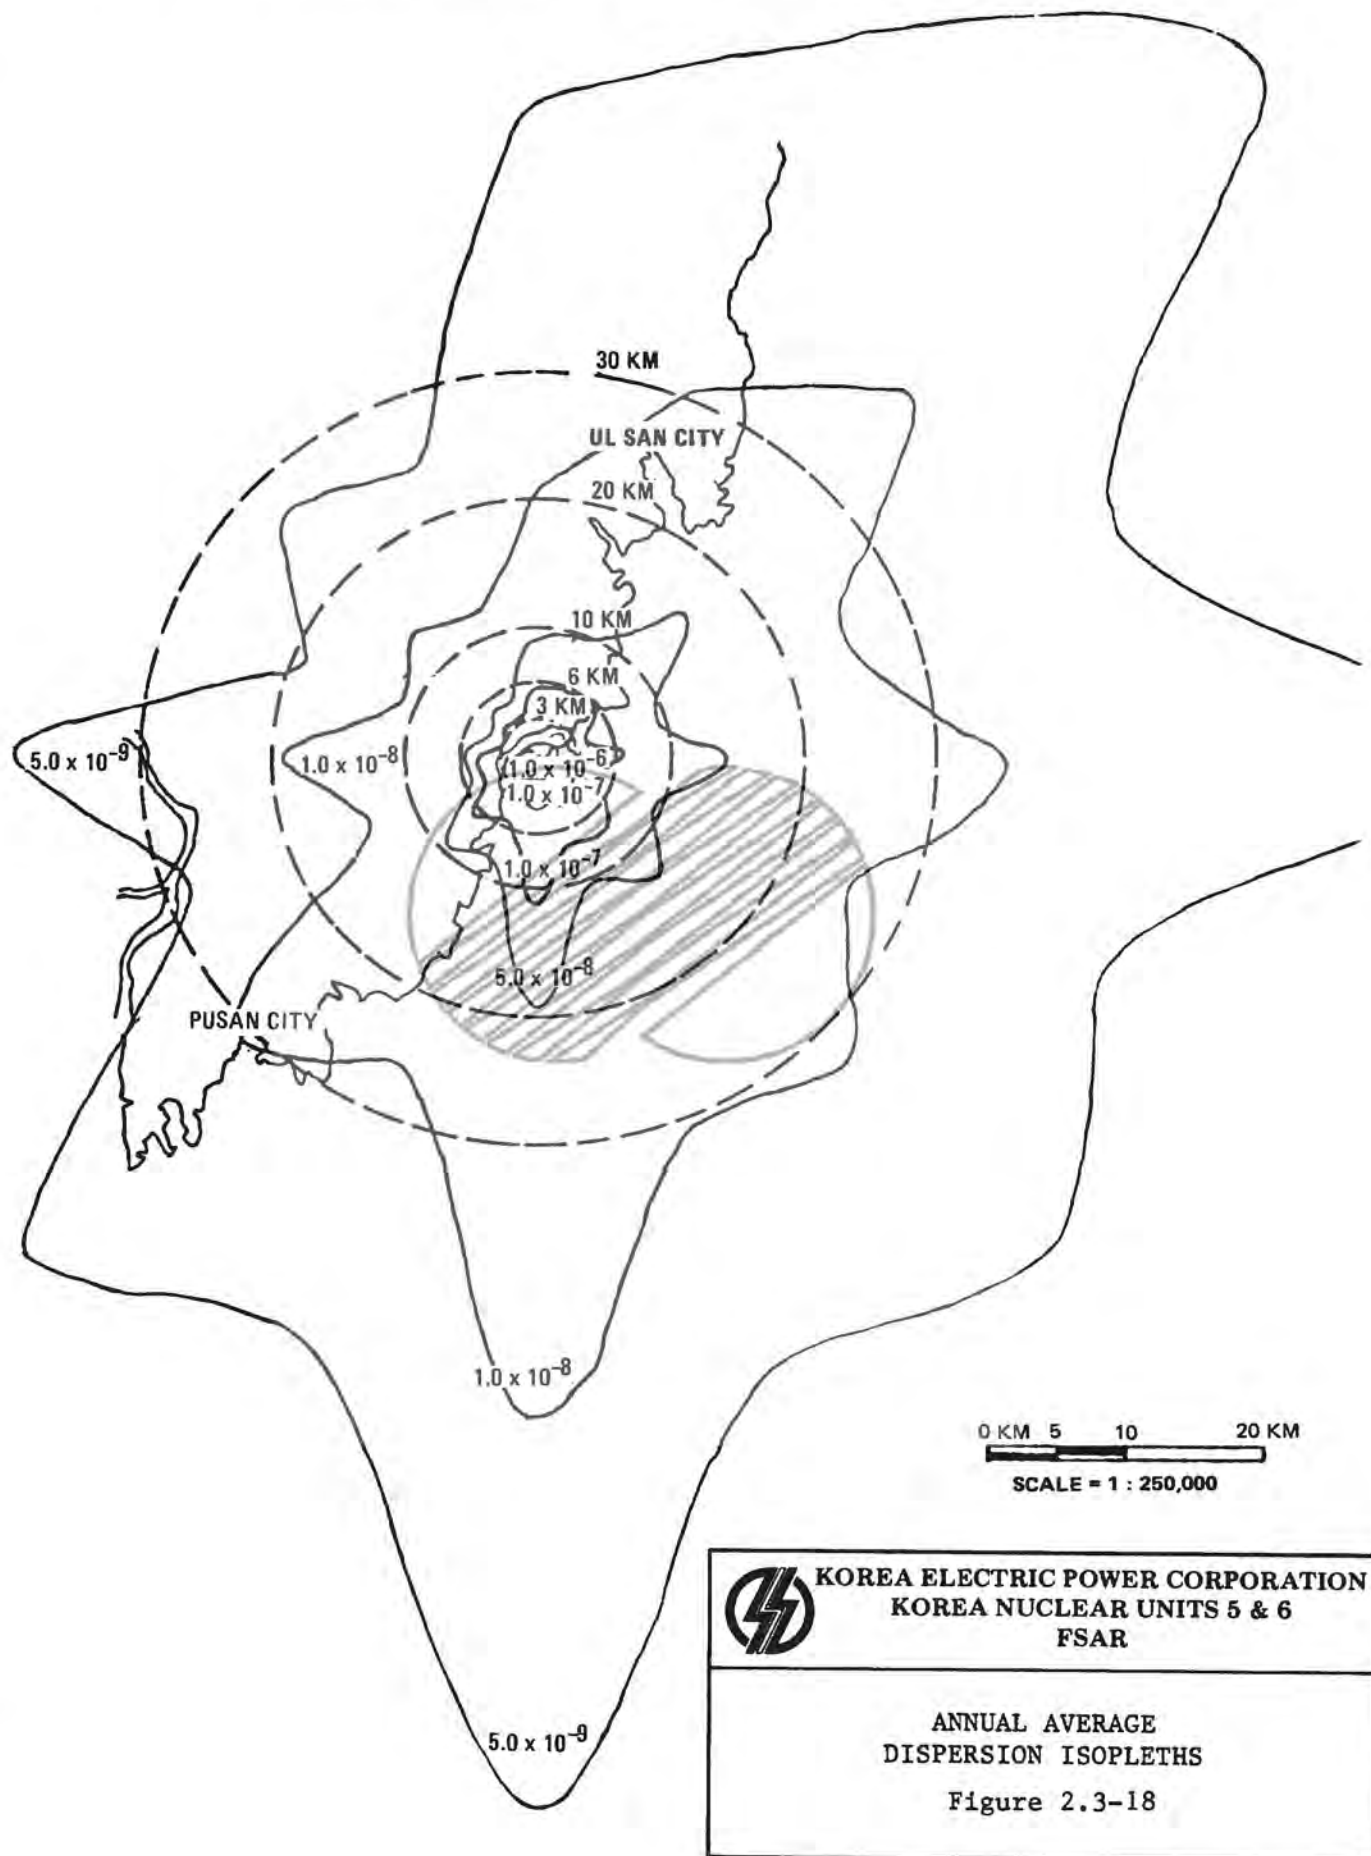 30 KM
UL SAN CITY
20 KM
10 KM
6 KM
3 KM
5.0 x 10⁻⁹
1.0 x 10⁻⁸
1.0 x 10⁻⁶
1.0 x 10⁻⁷
1.0 x 10⁻⁷
5.0 x 10⁻⁸
PUSAN CITY
1.0 x 10⁻⁸
0 KM 5 10 20 KM
SCALE = 1 : 250,000
5.0 x 10⁻⁹
KOREA ELECTRIC POWER CORPORATION
KOREA NUCLEAR UNITS 5 & 6
FSAR
ANNUAL AVERAGE
DISPERSION ISOPLETHS
Figure 2.3-18